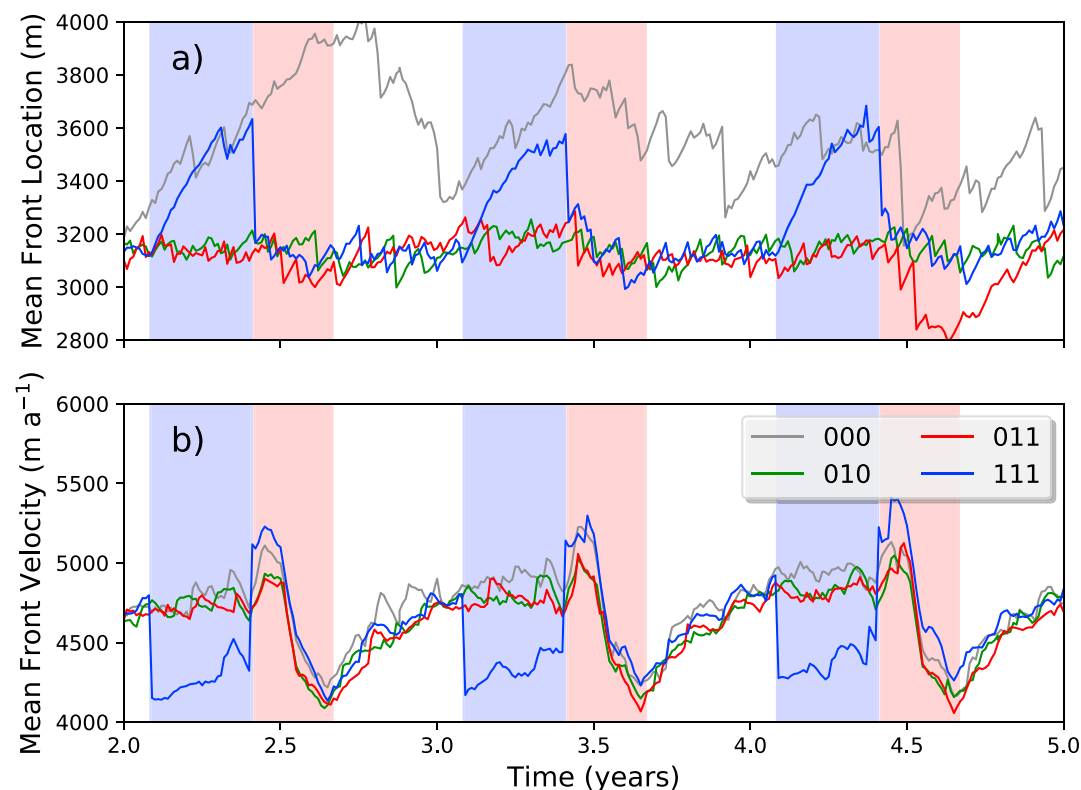 Mean Front Location (m)
4000
3800
3600
3400
3200
3000
2800
a)
Mean Front Velocity (m a⁻¹)
6000
5500
5000
4500
4000
b)
000 011
010 111
2.0 2.5 3.0 3.5 4.0 4.5 5.0
Time (years)